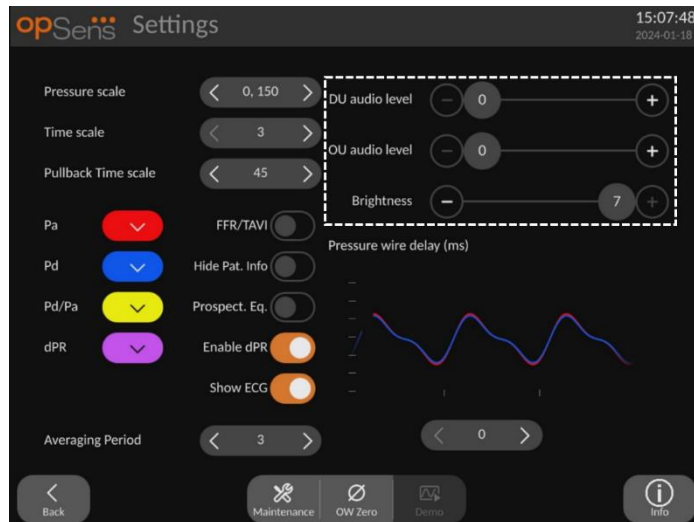 opSens Settings
15:07:48
2024-01-18
Pressure scale
0, 150
Time scale
3
Pullback Time scale
45
Pa
Pd
Pd/Pa
dPR
FFR/TAVI
Hide Pat. Info
Prospect. Eq.
Enable dPR
Show ECG
Averaging Period
3
DU audio level
0
OU audio level
0
Brightness
7
Pressure wire delay (ms)
0
Back
Maintenance
OW Zero
Demo
Info